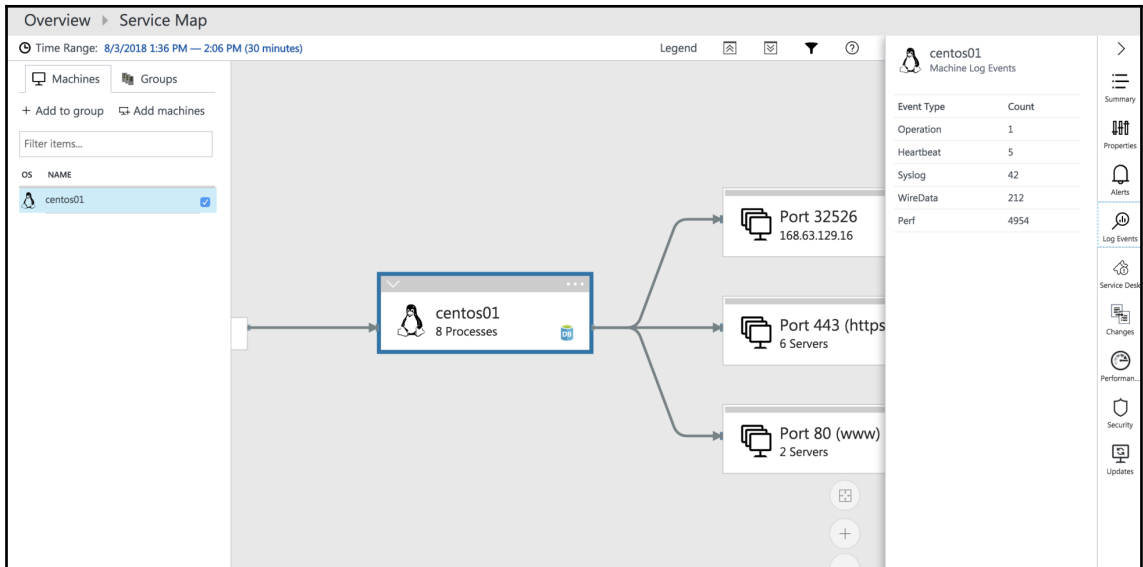 Overview Service Map
Time Range: 8/3/2018 1:36 PM — 2:06 PM (30 minutes)
Legend
Machines Groups
+ Add to group Add machines
Filter items...
OS NAME
centos01
centos01
8 Processes
DB
Port 32526
168.63.129.16
Port 443 (https
6 Servers
Port 80 (www)
2 Servers
centos01
Machine Log Events
Event Type Count
Operation 1
Heartbeat 5
Syslog 42
WireData 212
Perf 4954
Summary
Properties
Alerts
Log Events
Service Desk
Changes
Performan...
Security
Updates